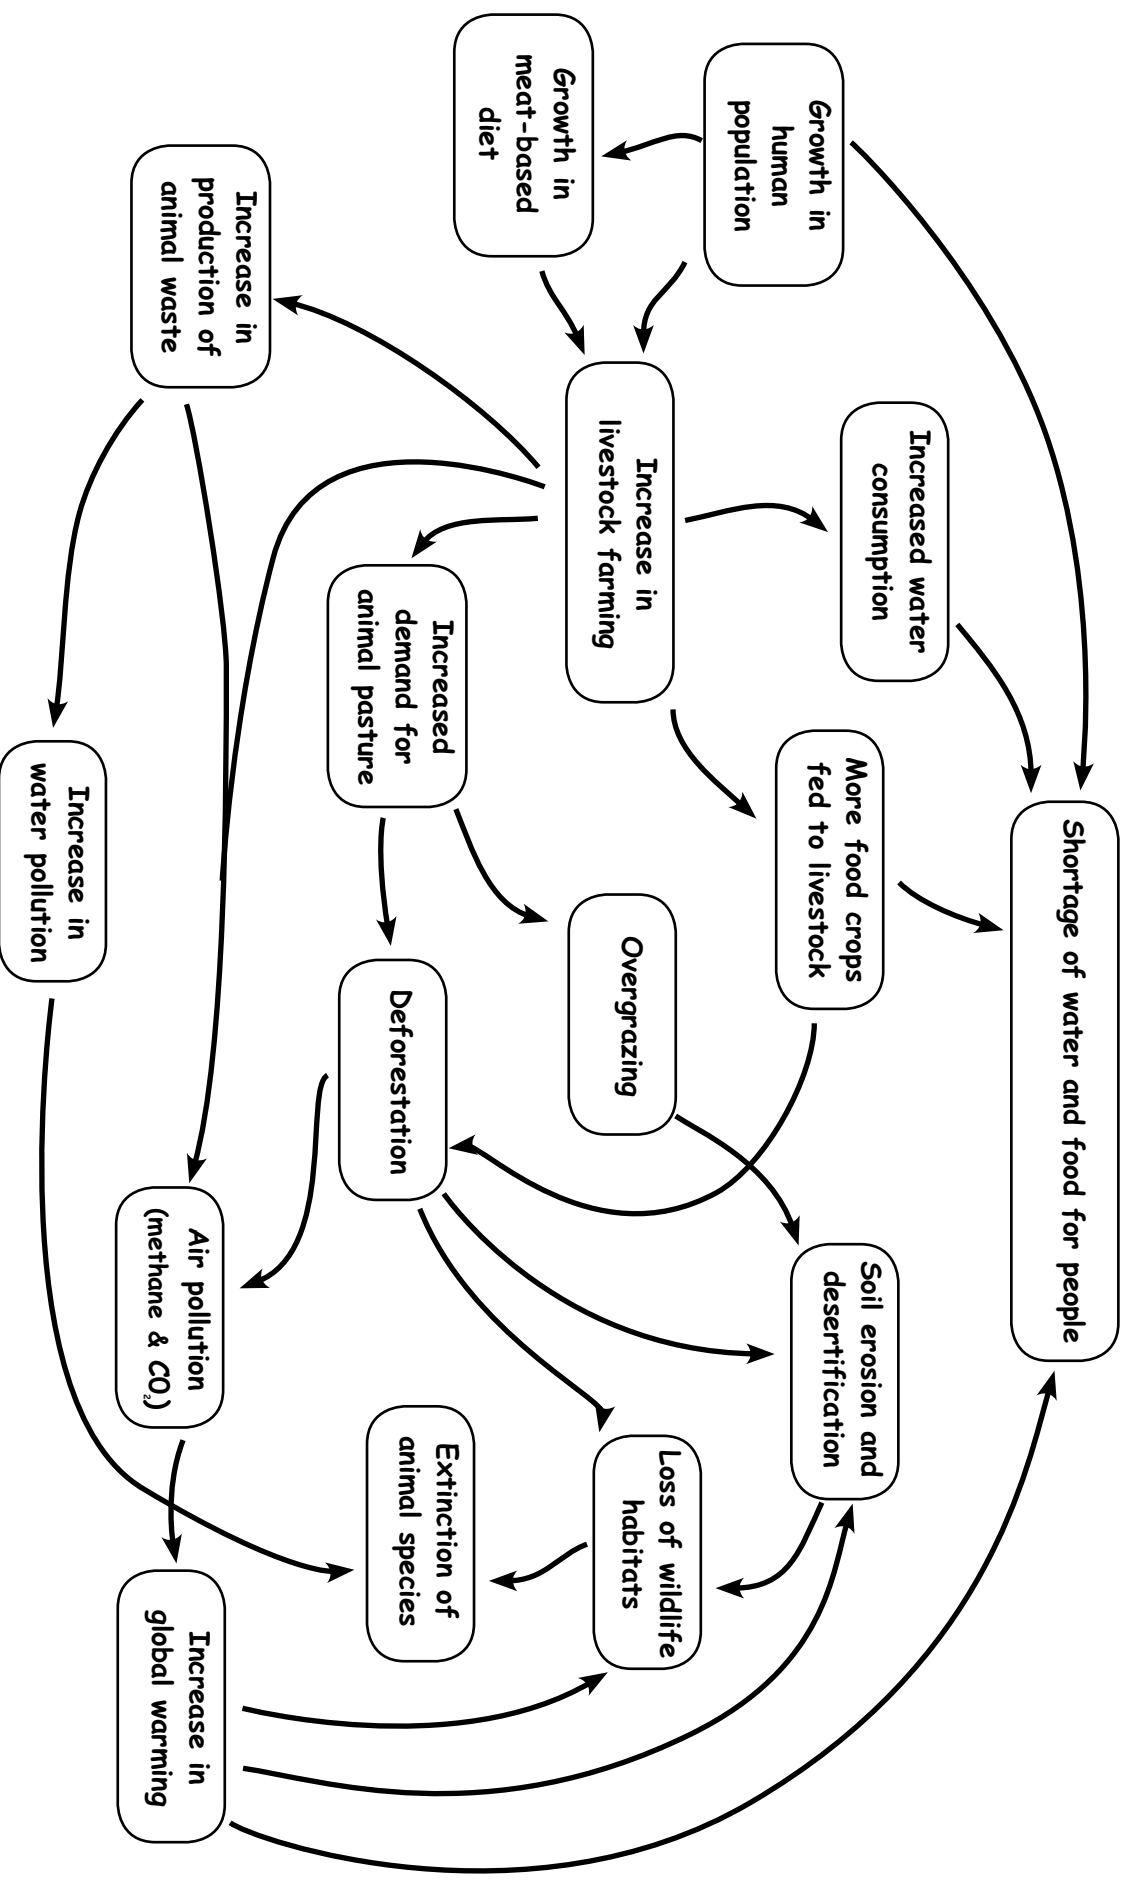 Growth in
human
population
Growth in
meat-based
diet
Increased water
consumption
Shortage of water and food for people
Increase in
livestock farming
More food crops
fed to livestock
Increase in
production of
animal waste
Increased
demand for
animal pasture
Overgrazing
Soil erosion and
desertification
Deforestation
Loss of wildlife
habitats
Extinction of
animal species
Increase in
water pollution
Air pollution
(methane & CO₂)
Increase in
global warming